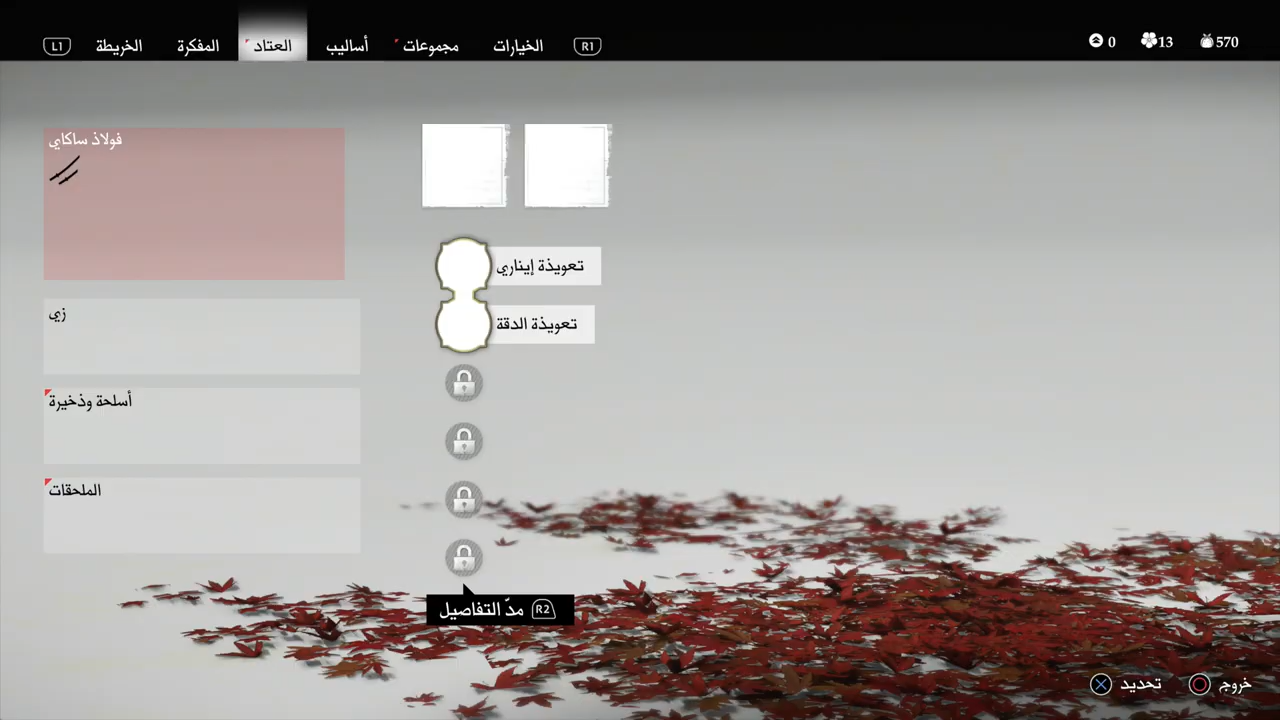 L1 الخريطة المفكرة العتاد أساليب مجموعات الخيارات R1
0 13 570
فولاذ ساكاي
زي
أسلحة وذخيرة
الملحقات
تعويذة إيناري
تعويذة الدقة
مدّ التفاصيل R2
تحديد
خروج